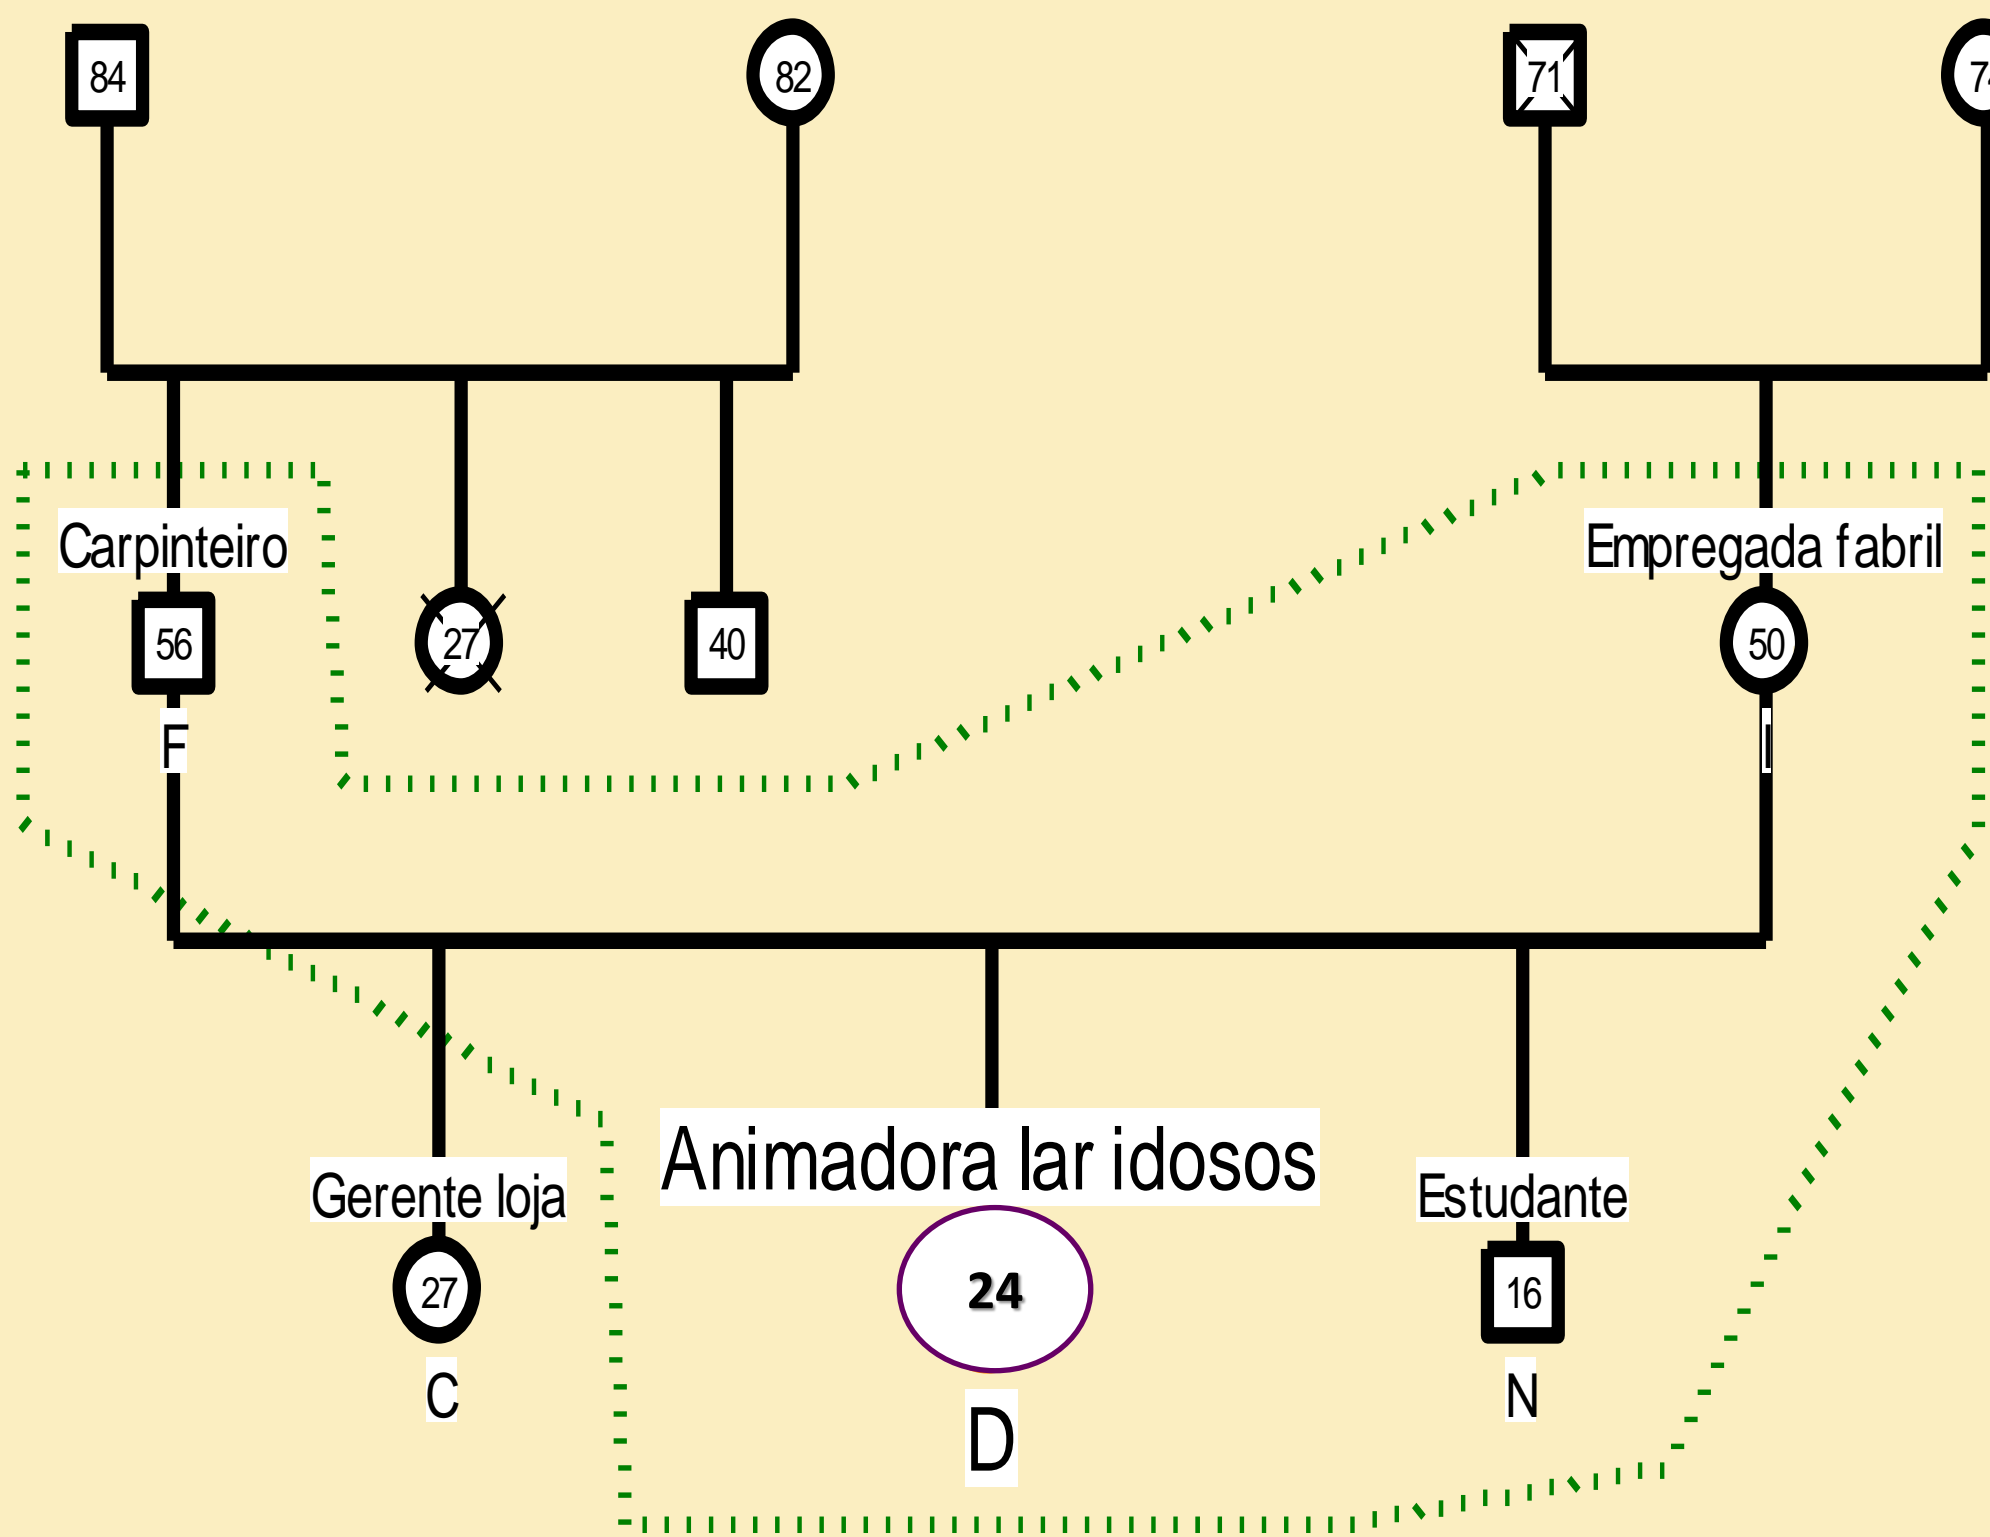 84
82
71
Carpinteiro
Empregada fabril
56
27
40
50
F
I
Animadora lar idosos
Gerente loja
Estudante
27
24
16
C
D
N